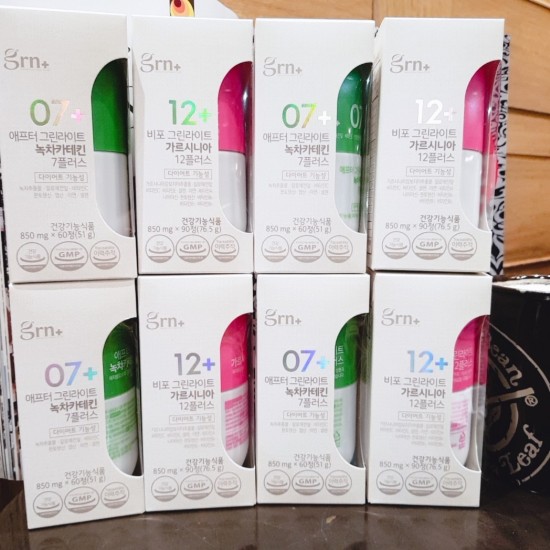 grn+
07+
애프터 그린라이트
녹차카테킨
7플러스
다이어트 기능성
건강기능식품
850 mg × 60정(51 g)
GMP
grn+
12+
비포 그린라이트
가르시니아
12플러스
다이어트 기능성
건강기능식품
850 mg × 90정(76.5 g)
GMP
grn+
07+
애프터 그린라이트
녹차카테킨
7플러스
다이어트 기능성
건강기능식품
850 mg × 60정(51 g)
GMP
grn+
12+
비포 그린라이트
가르시니아
12플러스
다이어트 기능성
건강기능식품
850 mg × 90정(76.5 g)
GMP
grn+
07+
애프터 그린라이트
녹차카테킨
7플러스
다이어트 기능성
건강기능식품
850 mg × 60정(51 g)
GMP
grn+
12+
비포 그린라이트
가르시니아
12플러스
다이어트 기능성
건강기능식품
850 mg × 90정(76.5 g)
GMP
grn+
07+
애프터 그린라이트
녹차카테킨
7플러스
다이어트 기능성
건강기능식품
850 mg × 60정(51 g)
GMP
grn+
12+
비포 그린라이트
가르시니아
12플러스
다이어트 기능성
건강기능식품
850 mg × 90정(76.5 g)
GMP
Leaf